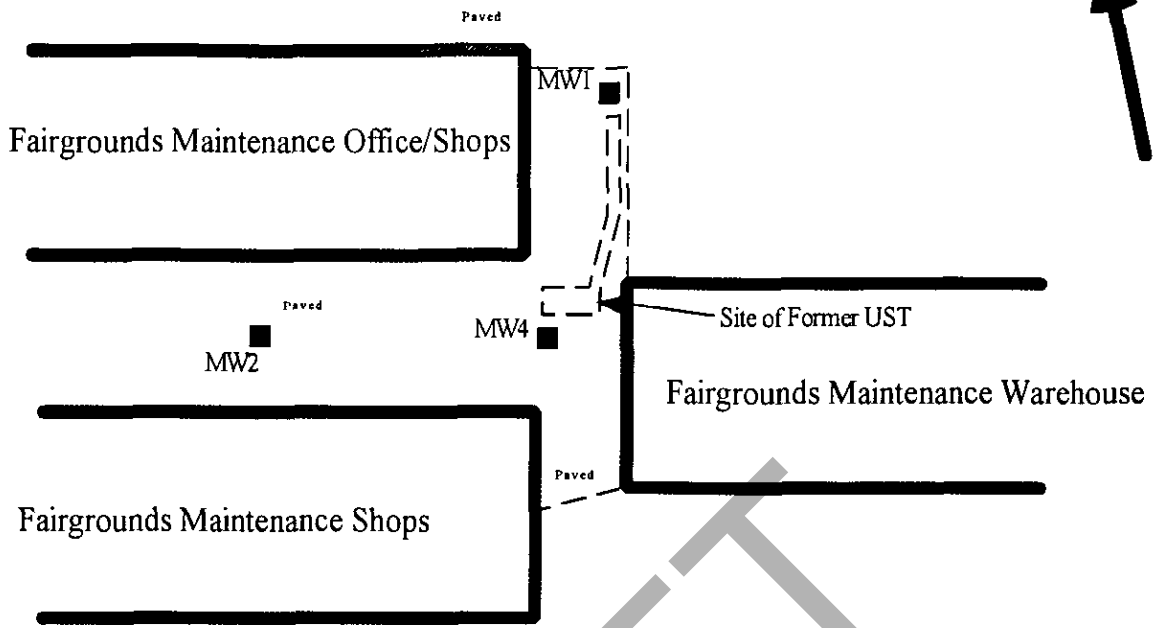 Paved
MW1
Fairgrounds Maintenance Office/Shops
Paved
Site of Former UST
MW4
MW2
Fairgrounds Maintenance Warehouse
Paved
Fairgrounds Maintenance Shops